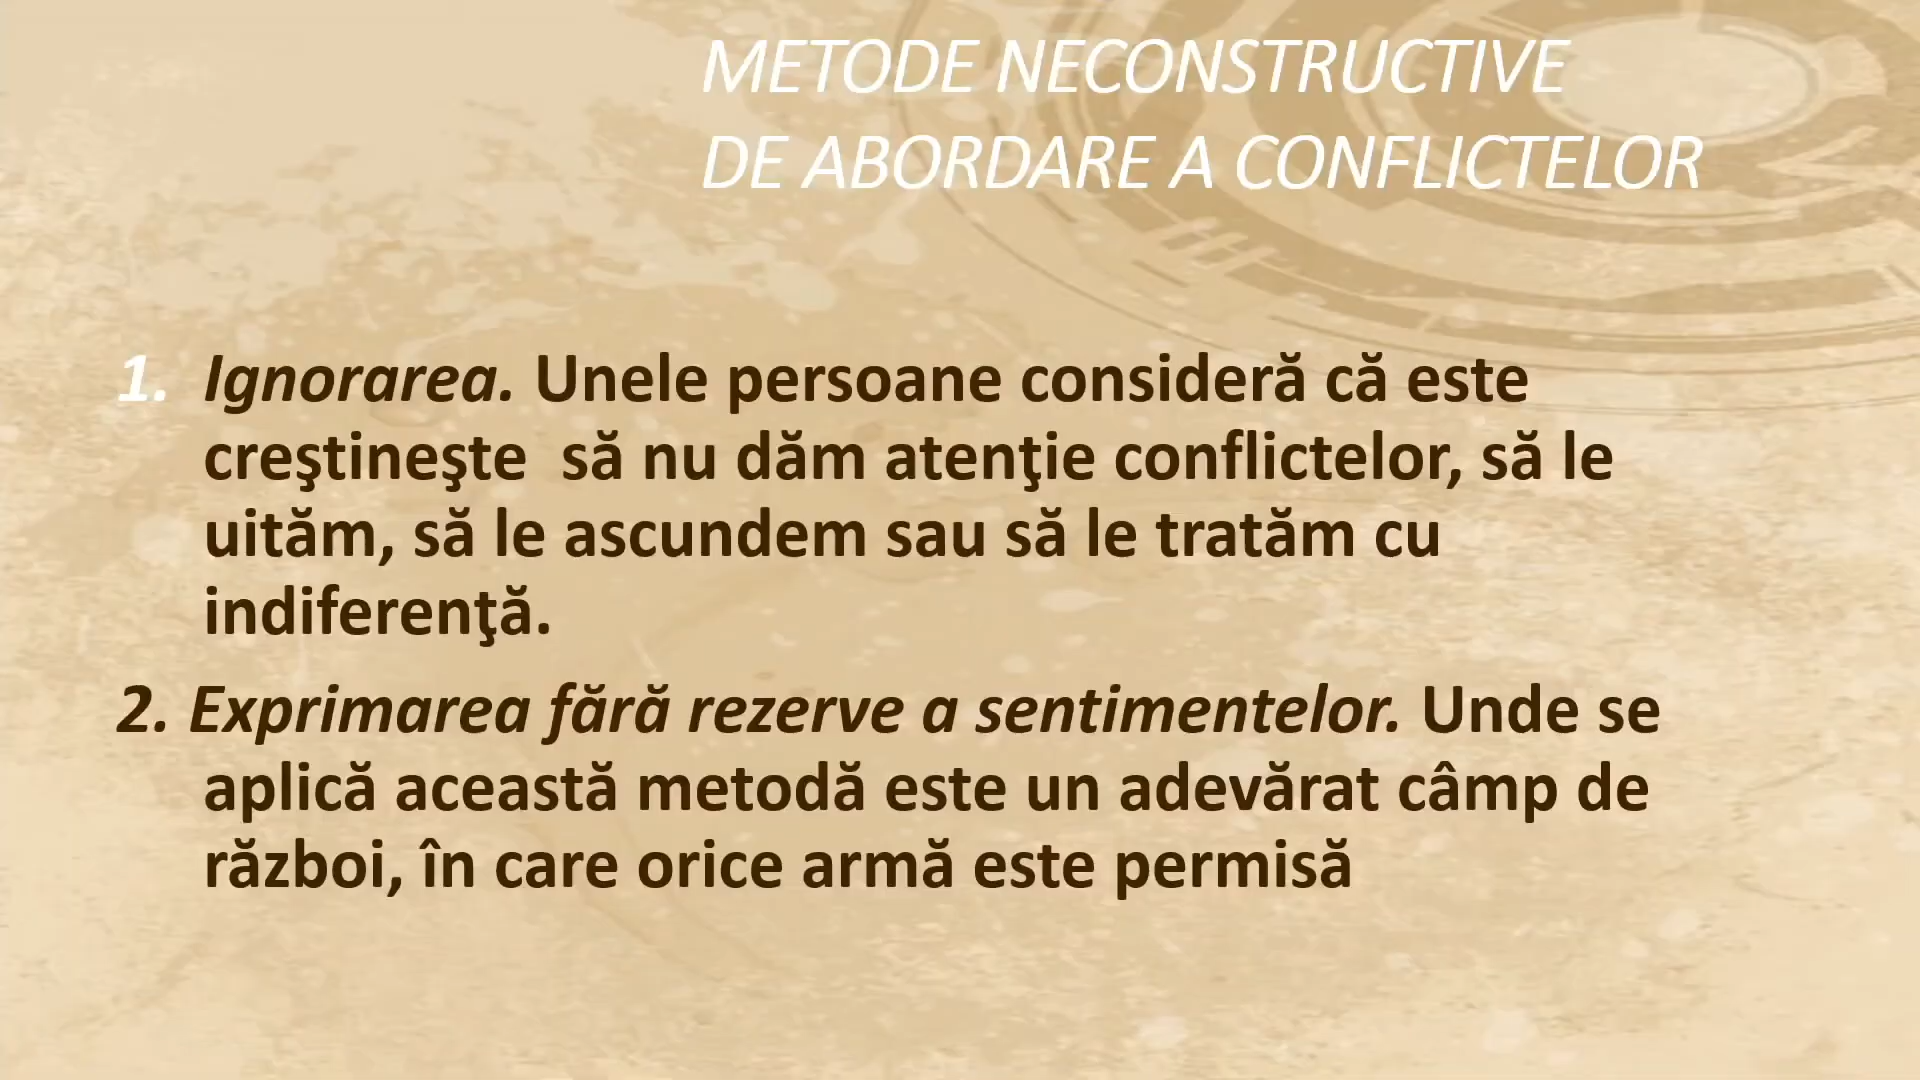 METODE NECONSTRUCTIVE
DE ABORDARE A CONFLICTELOR
1. Ignorarea. Unele persoane consideră că este
creştineşte  să nu dăm atenţie conflictelor, să le
uităm, să le ascundem sau să le tratăm cu
indiferenţă.
2. Exprimarea fără rezerve a sentimentelor. Unde se
aplică această metodă este un adevărat câmp de
război, în care orice armă este permisă